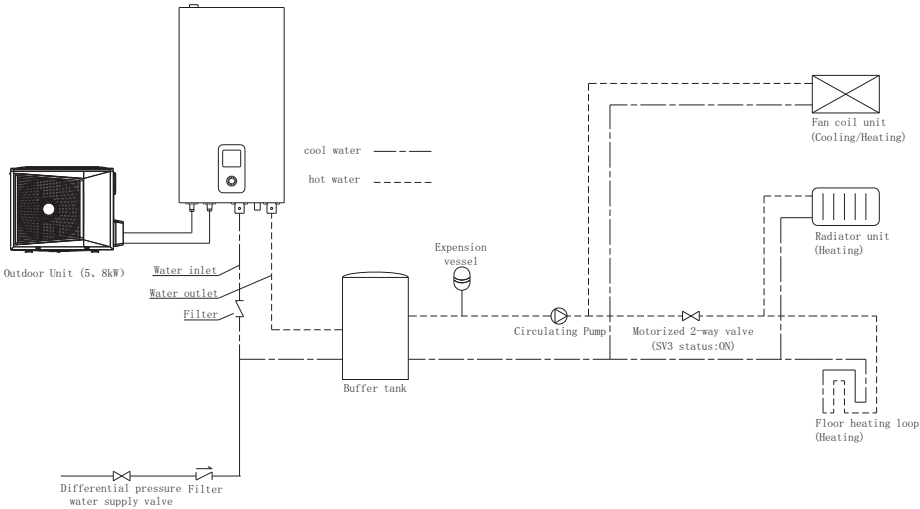 cool water
hot water
Fan coil unit
(Cooling/Heating)
Radiator unit
(Heating)
Outdoor Unit (5、8kW)
Water inlet
Water outlet
Filter
Expension
vessel
Circulating Pump
Motorized 2-way valve
(SV3 status:ON)
Buffer tank
Floor heating loop
(Heating)
Differential pressure
water supply valve
Filter